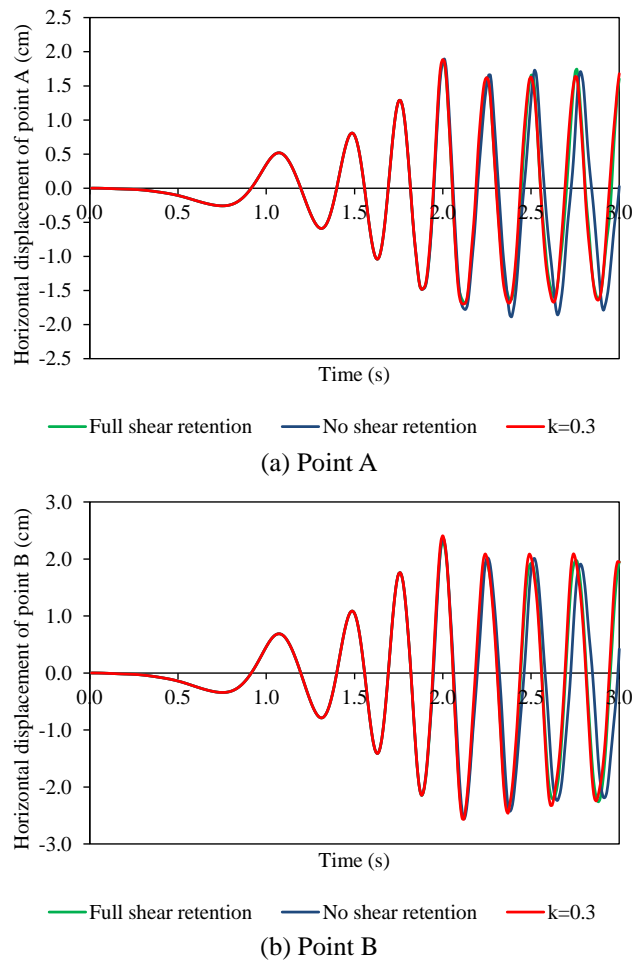 2.5
2.0
1.5
1.0
0.5
0.0
-0.5
-1.0
-1.5
-2.0
-2.5
Horizontal displacement of point A (cm)
0.0 0.5 1.0 1.5 2.0 2.5 3.0
Time (s)
Full shear retention No shear retention k=0.3
(a) Point A
3.0
2.0
1.0
0.0
-1.0
-2.0
-3.0
Horizontal displacement of point B (cm)
0.0 0.5 1.0 1.5 2.0 2.5 3.0
Time (s)
Full shear retention No shear retention k=0.3
(b) Point B